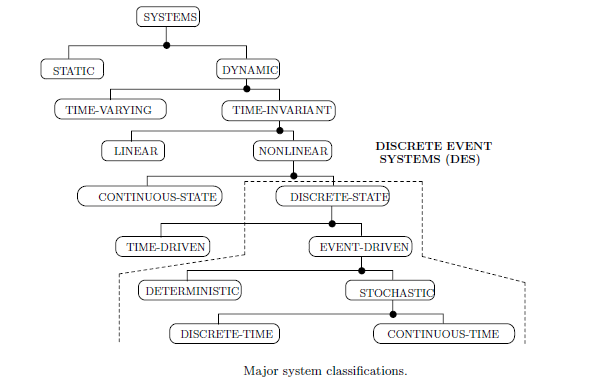 SYSTEMS
STATIC
DYNAMIC
TIME-VARYING
TIME-INVARIANT
LINEAR
NONLINEAR
DISCRETE EVENT
SYSTEMS (DES)
CONTINUOUS-STATE
DISCRETE-STATE
TIME-DRIVEN
EVENT-DRIVEN
DETERMINISTIC
STOCHASTIC
DISCRETE-TIME
CONTINUOUS-TIME
Major system classifications.